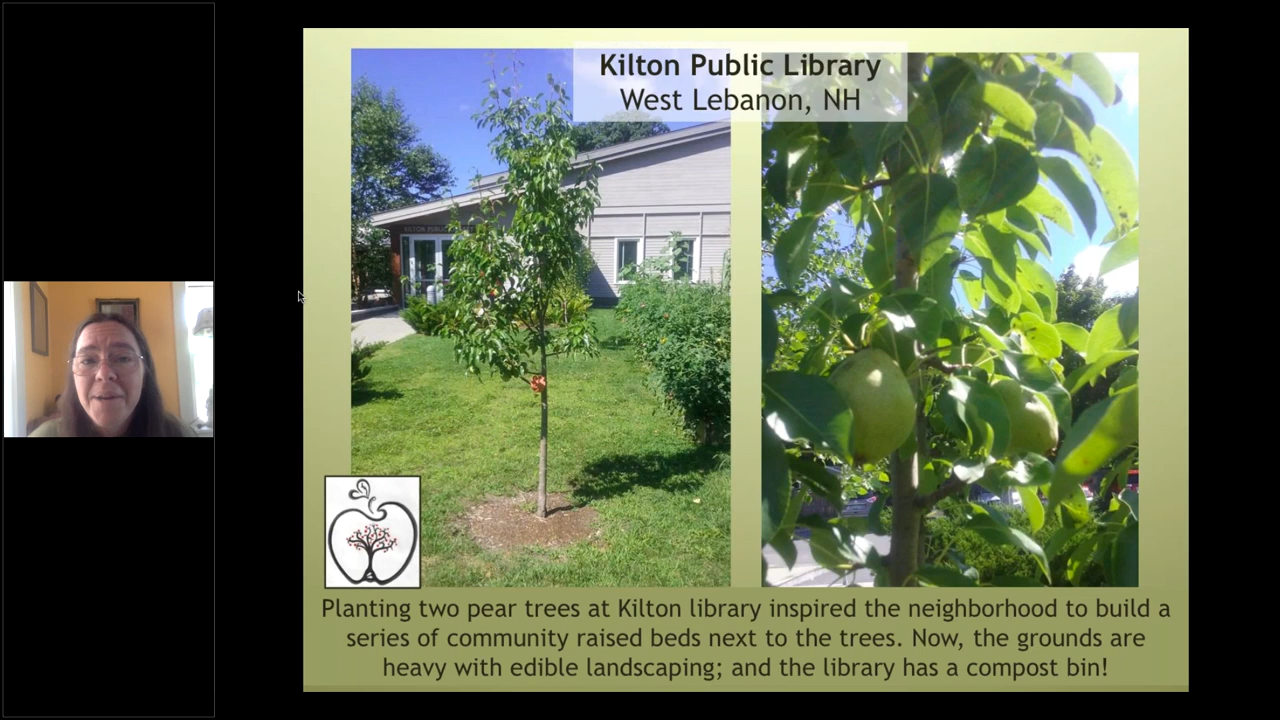 Kilton Public Library
West Lebanon, NH
KILTON PUBLIC
Planting two pear trees at Kilton library inspired the neighborhood to build a
series of community raised beds next to the trees. Now, the grounds are
heavy with edible landscaping; and the library has a compost bin!